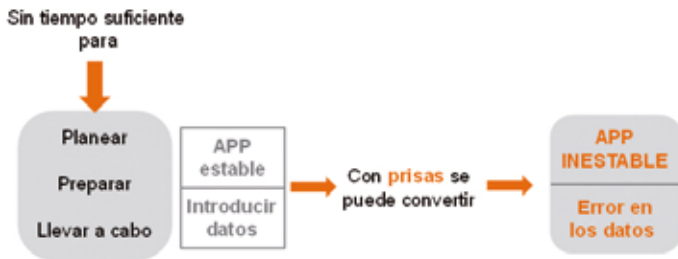 Sin tiempo suficiente
para
Planear
Preparar
Llevar a cabo
APP
estable
Introducir
datos
Con prisas se
puede convertir
APP
INESTABLE
Error en
los datos